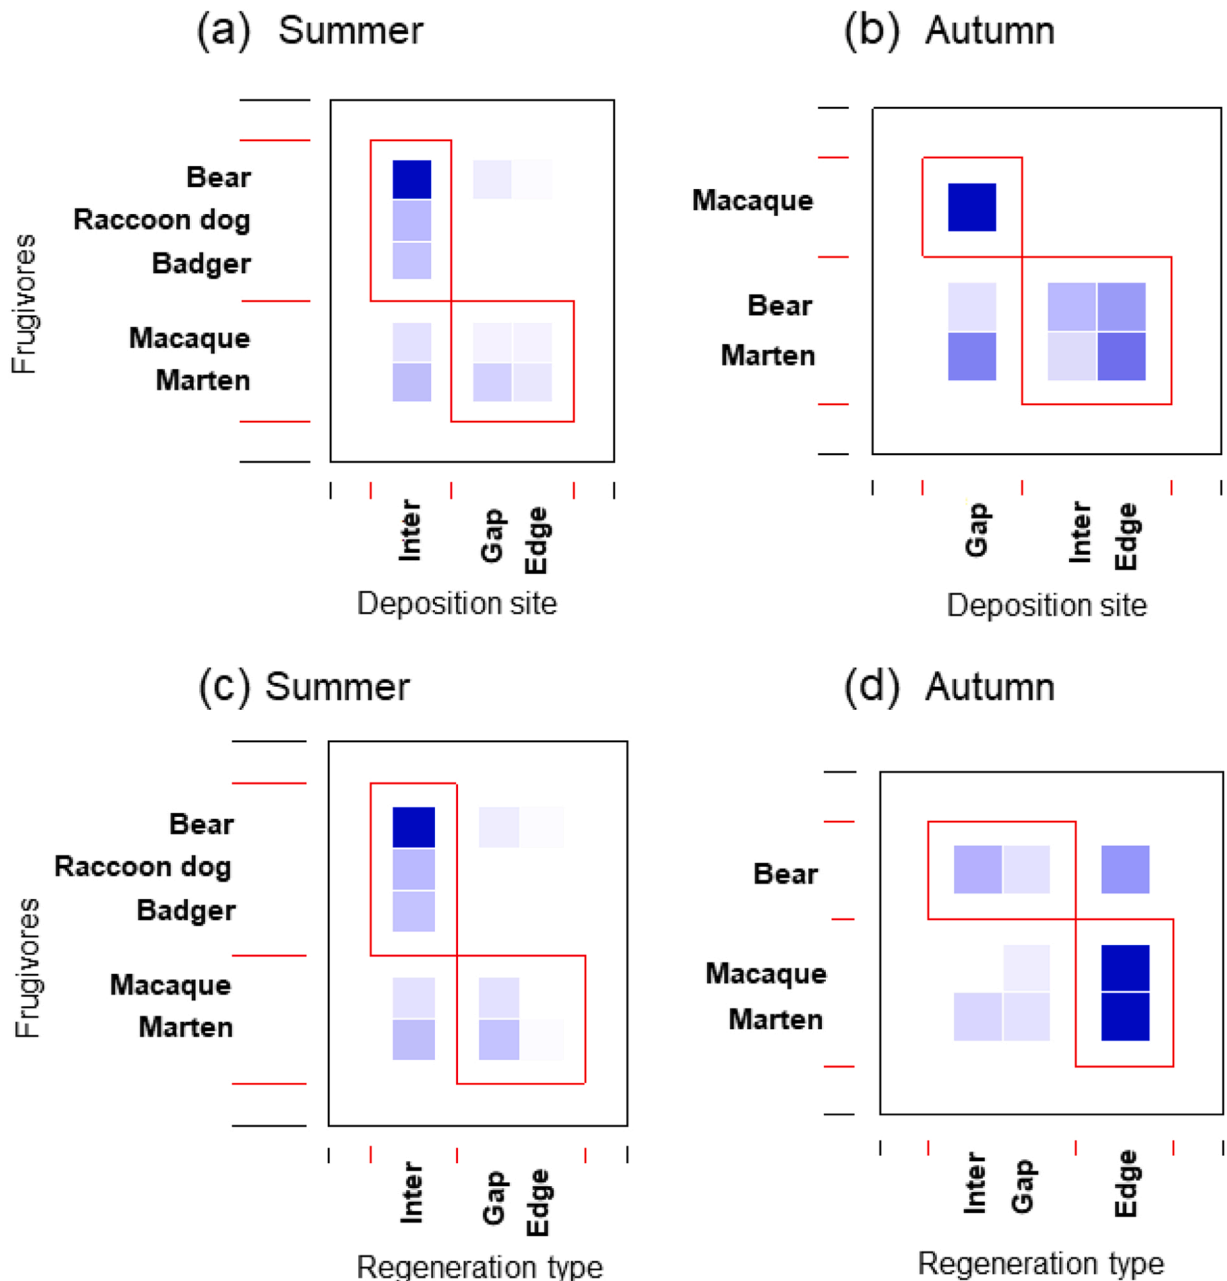 (a) Summer
Frugivores
Bear
Raccoon dog
Badger
Macaque
Marten
Inter
Gap
Edge
Deposition site
(b) Autumn
Macaque
Bear
Marten
Gap
Inter
Edge
Deposition site
(c) Summer
Frugivores
Bear
Raccoon dog
Badger
Macaque
Marten
Inter
Gap
Edge
Regeneration type
(d) Autumn
Bear
Macaque
Marten
Inter
Gap
Edge
Regeneration type